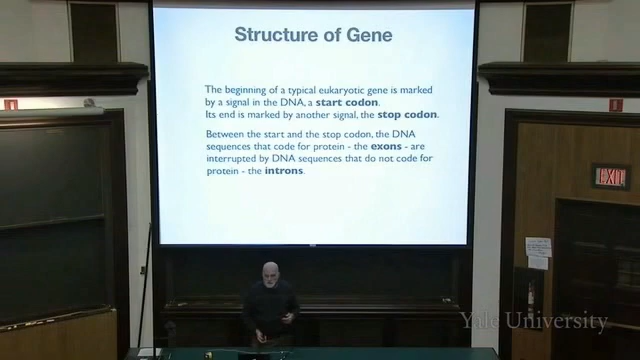 Structure of Gene
The beginning of a typical eukaryotic gene is marked
by a signal in the DNA, a start codon.
Its end is marked by another signal, the stop codon.
Between the start and the stop codon, the DNA
sequences that code for protein - the exons - are
interrupted by DNA sequences that do not code for
protein - the introns.
EXIT
Yale University